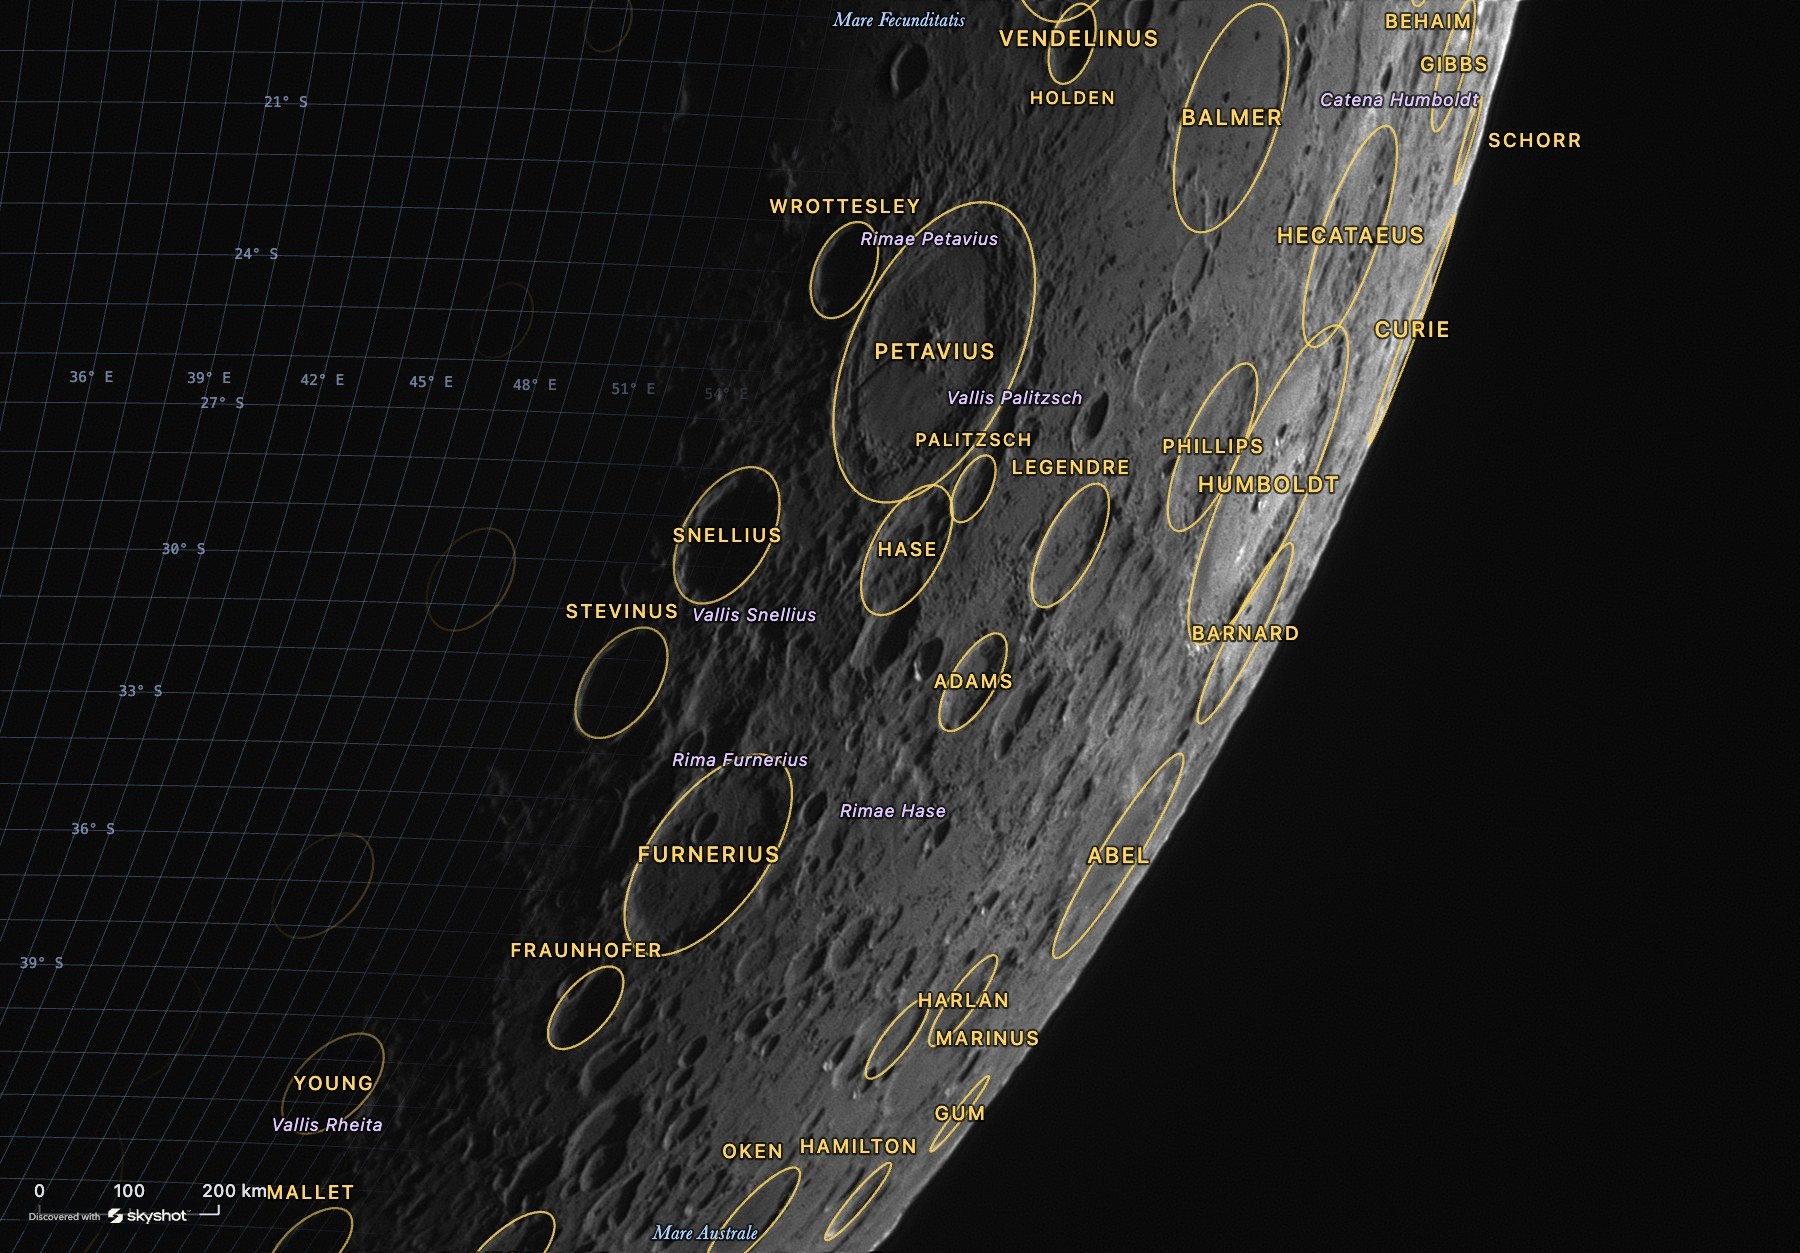 Mare Fecunditatis
BEHAIM
VENDELINUS
GIBBS
HOLDEN
Catena Humboldt
21° S
BALMER
SCHORR
WROTTESLEY
HECATAEUS
Rimae Petavius
24° S
CURIE
PETAVIUS
36° E 39° E 42° E 45° E 48° E 51° E 54° E
Vallis Palitzsch
27° S
PALITZSCH
PHILLIPS
LEGENDRE
HUMBOLDT
SNELLIUS
30° S
HASE
STEVINUS
Vallis Snellius
BARNARD
ADAMS
33° S
Rima Furnerius
Rimae Hase
36° S
FURNERIUS
ABEL
FRAUNHOFER
39° S
HARLAN
MARINUS
YOUNG
GUM
Vallis Rheita
HAMILTON
OKEN
0 100 200 km
MALLET
Discovered with skyshot
Mare Australe